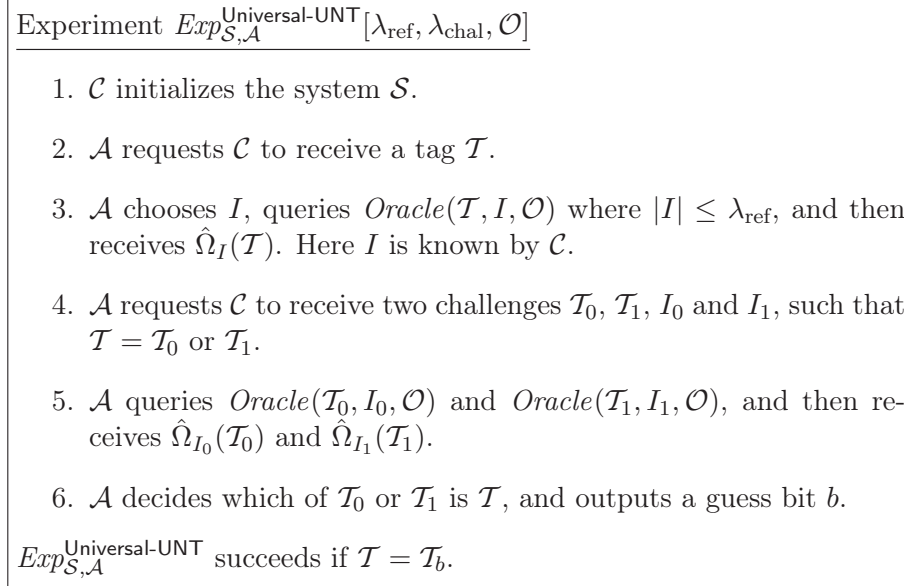 Experiment Exp^{Universal-UNT}_{𝒮,𝒜}[λ_ref, λ_chal, 𝒪]
1. 𝒞 initializes the system 𝒮.
2. 𝒜 requests 𝒞 to receive a tag 𝒯.
3. 𝒜 chooses I, queries Oracle(𝒯, I, 𝒪) where |I| ≤ λ_ref, and then
receives Ω̂_I(𝒯). Here I is known by 𝒞.
4. 𝒜 requests 𝒞 to receive two challenges 𝒯_0, 𝒯_1, I_0 and I_1, such that
𝒯 = 𝒯_0 or 𝒯_1.
5. 𝒜 queries Oracle(𝒯_0, I_0, 𝒪) and Oracle(𝒯_1, I_1, 𝒪), and then re-
ceives Ω̂_{I_0}(𝒯_0) and Ω̂_{I_1}(𝒯_1).
6. 𝒜 decides which of 𝒯_0 or 𝒯_1 is 𝒯, and outputs a guess bit b.
Exp^{Universal-UNT}_{𝒮,𝒜} succeeds if 𝒯 = 𝒯_b.